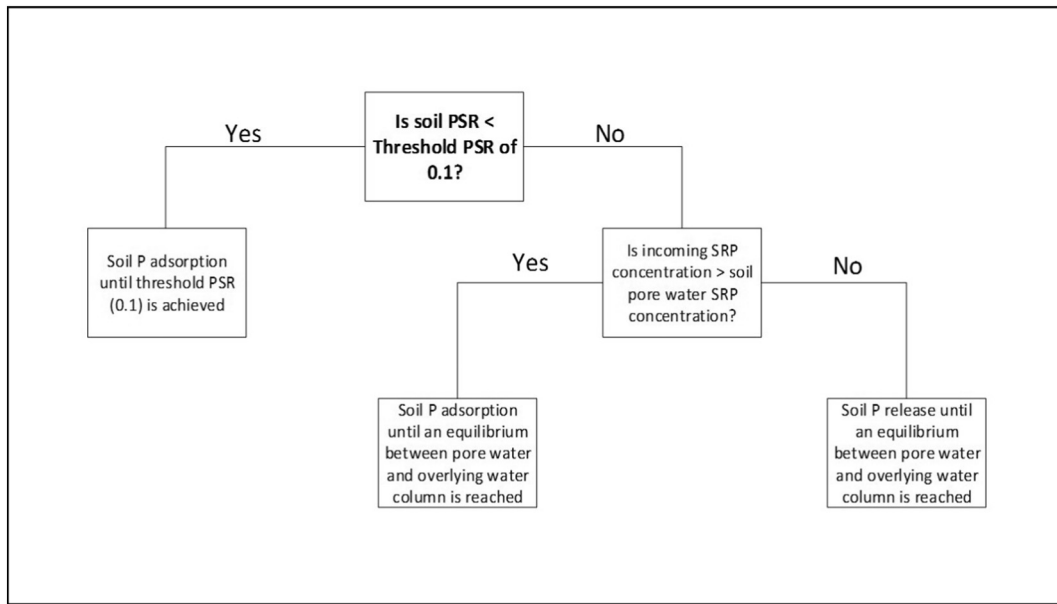 Is soil PSR <
Threshold PSR of
0.1?
Yes
No
Soil P adsorption
until threshold PSR
(0.1) is achieved
Is incoming SRP
concentration > soil
pore water SRP
concentration?
Yes
No
Soil P adsorption
until an equilibrium
between pore water
and overlying water
column is reached
Soil P release until
an equilibrium
between pore water
and overlying water
column is reached